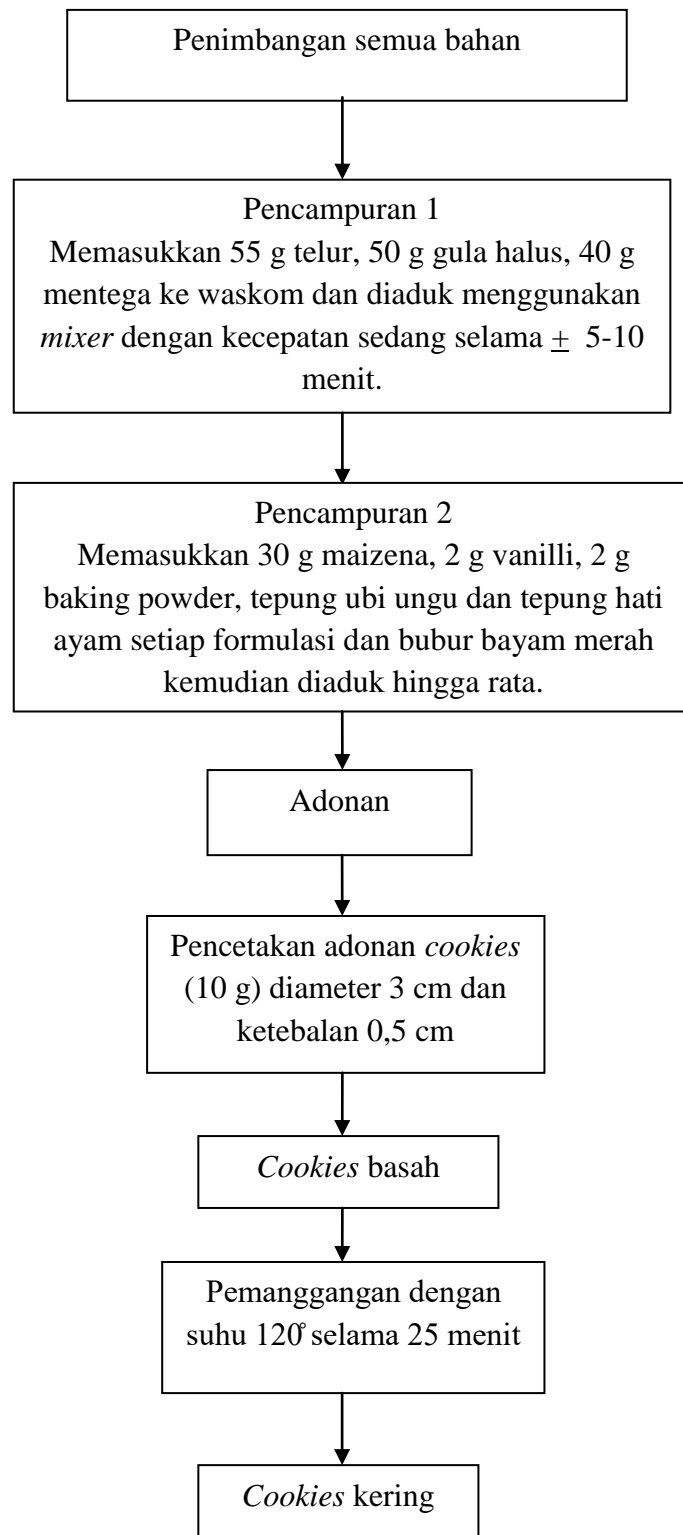 Penimbangan semua bahan
Pencampuran 1
Memasukkan 55 g telur, 50 g gula halus, 40 g
mentega ke waskom dan diaduk menggunakan
mixer dengan kecepatan sedang selama + 5-10
menit.
Pencampuran 2
Memasukkan 30 g maizena, 2 g vanilli, 2 g
baking powder, tepung ubi ungu dan tepung hati
ayam setiap formulasi dan bubur bayam merah
kemudian diaduk hingga rata.
Adonan
Pencetakan adonan cookies
(10 g) diameter 3 cm dan
ketebalan 0,5 cm
Cookies basah
Pemanggangan dengan
suhu 120° selama 25 menit
Cookies kering